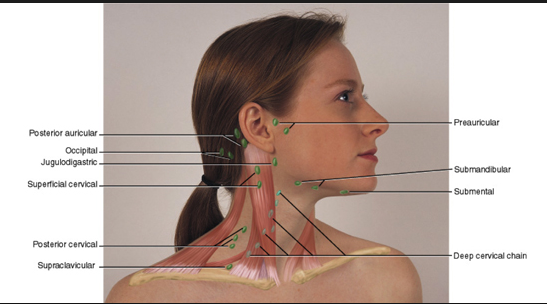 Posterior auricular
Occipital
Jugulodigastric
Superficial cervical
Posterior cervical
Supraclavicular
Preauricular
Submandibular
Submental
Deep cervical chain